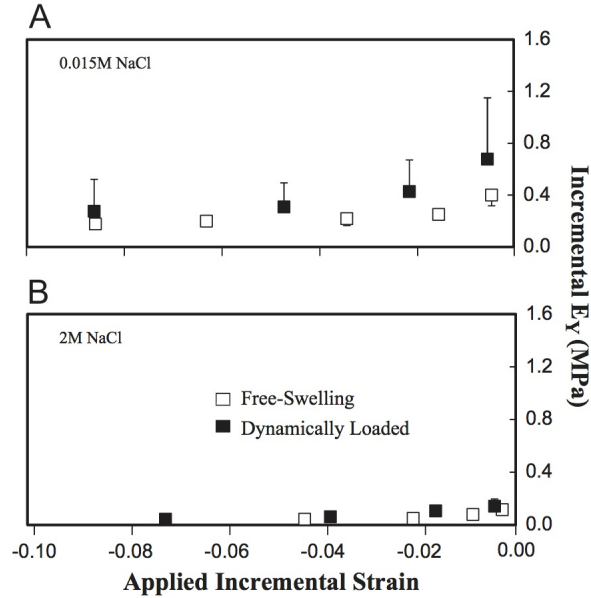 A
0.015M NaCl
1.6
1.2
0.8
0.4
0.0
B
2M NaCl
1.6
1.2
0.8
0.4
0.0
Free-Swelling
Dynamically Loaded
-0.10 -0.08 -0.06 -0.04 -0.02 0.00
Applied Incremental Strain
Incremental EY (MPa)